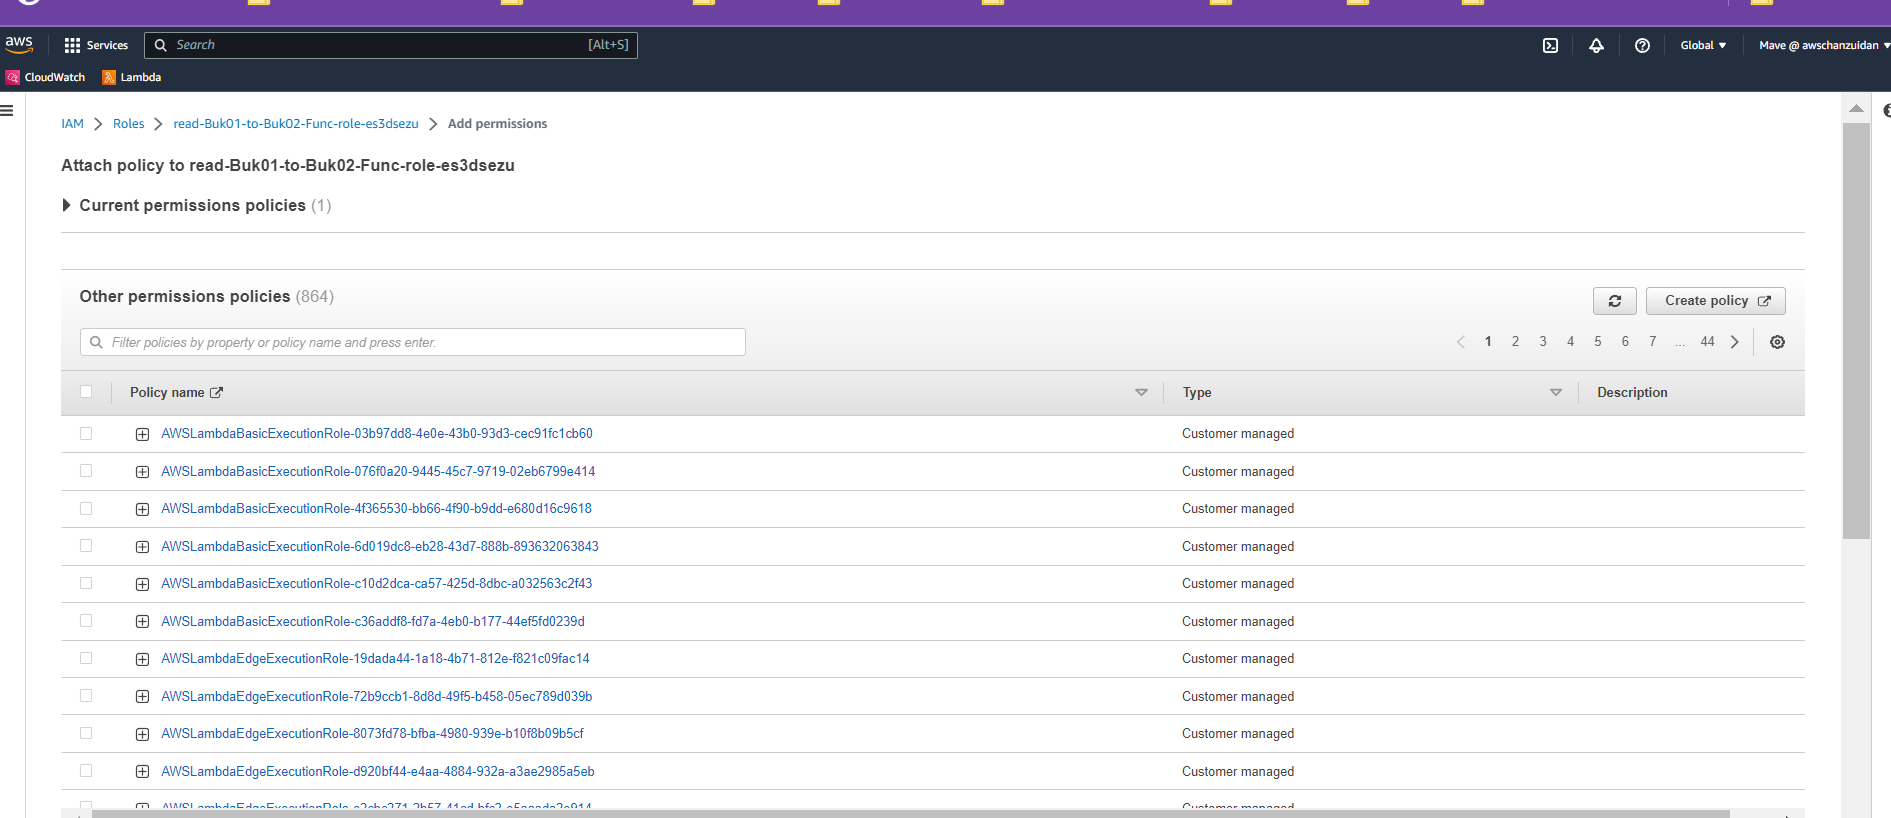 aws Services Search [Alt+S] Global Mave @ awschanzuidan
CloudWatch Lambda
IAM Roles read-Buk01-to-Buk02-Func-role-es3dsezu Add permissions
Attach policy to read-Buk01-to-Buk02-Func-role-es3dsezu
Current permissions policies (1)
Other permissions policies (864)
Create policy
Filter policies by property or policy name and press enter.
1 2 3 4 5 6 7 ... 44
Policy name Type Description
AWSLambdaBasicExecutionRole-03b97dd8-4e0e-43b0-93d3-cec91fc1cb60 Customer managed
AWSLambdaBasicExecutionRole-076f0a20-9445-45c7-9719-02eb6799e414 Customer managed
AWSLambdaBasicExecutionRole-4f365530-bb66-4f90-b9dd-e680d16c9618 Customer managed
AWSLambdaBasicExecutionRole-6d019dc8-eb28-43d7-888b-893632063843 Customer managed
AWSLambdaBasicExecutionRole-c10d2dca-ca57-425d-8dbc-a032563c2f43 Customer managed
AWSLambdaBasicExecutionRole-c36addf8-fd7a-4eb0-b177-44ef5fd0239d Customer managed
AWSLambdaEdgeExecutionRole-19dada44-1a18-4b71-812e-f821c09fac14 Customer managed
AWSLambdaEdgeExecutionRole-72b9ccb1-8d8d-49f5-b458-05ec789d039b Customer managed
AWSLambdaEdgeExecutionRole-8073fd78-bfba-4980-939e-b10f8b09b5cf Customer managed
AWSLambdaEdgeExecutionRole-d920bf44-e4aa-4884-932a-a3ae2985a5eb Customer managed
Customer managed